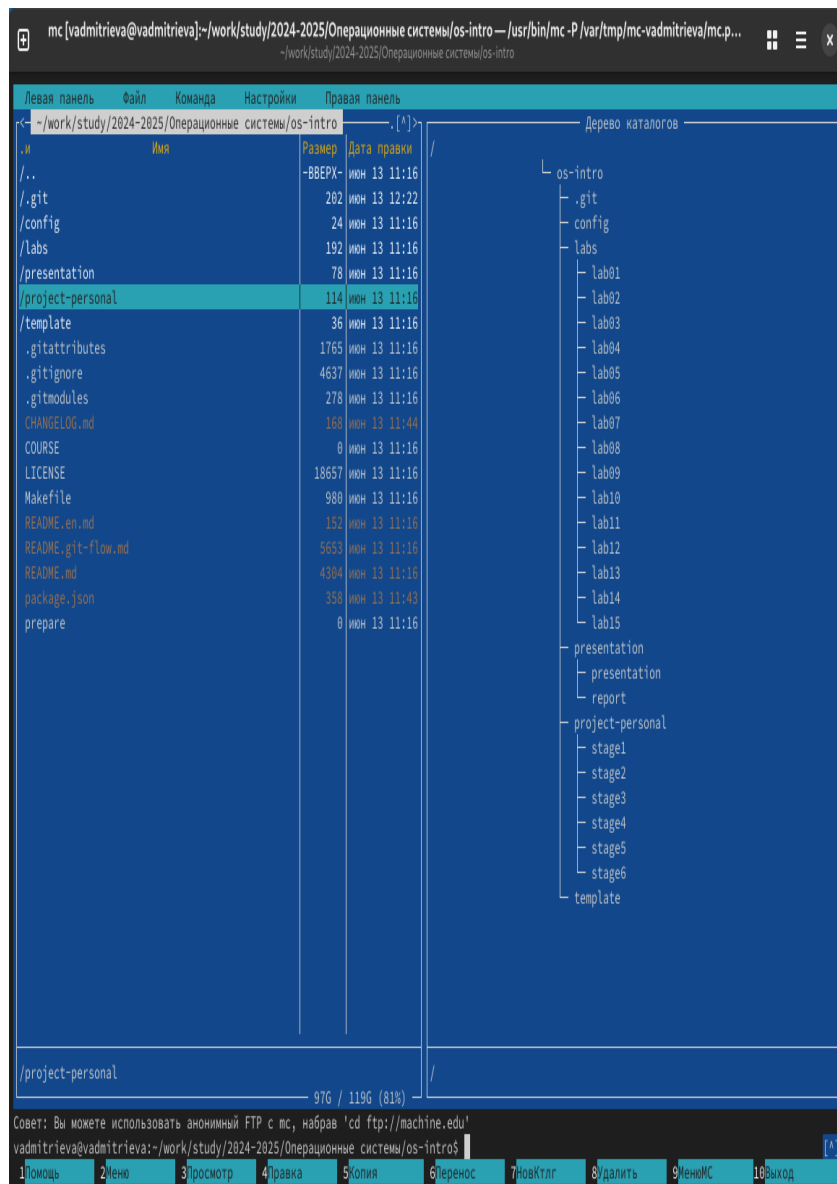 mc [vadmitrieva@vadmitrieva]:~/work/study/2024-2025/Операционные системы/os-intro — /usr/bin/mc -P /var/tmp/mc-vadmitrieva/mc.p...
~/work/study/2024-2025/Операционные системы/os-intro
Левая панель Файл Команда Настройки Правая панель
<- ~/work/study/2024-2025/Операционные системы/os-intro .[^]>
.и Имя Размер Дата правки
/.. -ВВЕРХ- июн 13 11:16
/.git 202 июн 13 12:22
/config 24 июн 13 11:16
/labs 192 июн 13 11:16
/presentation 78 июн 13 11:16
/project-personal 114 июн 13 11:16
/template 36 июн 13 11:16
.gitattributes 1765 июн 13 11:16
.gitignore 4637 июн 13 11:16
.gitmodules 278 июн 13 11:16
CHANGELOG.md 168 июн 13 11:44
COURSE 0 июн 13 11:16
LICENSE 18657 июн 13 11:16
Makefile 980 июн 13 11:16
README.en.md 152 июн 13 11:16
README.git-flow.md 5653 июн 13 11:16
README.md 4304 июн 13 11:16
package.json 358 июн 13 11:43
prepare 0 июн 13 11:16
/project-personal
97G / 119G (81%)
Дерево каталогов
/
os-intro
.git
config
labs
lab01
lab02
lab03
lab04
lab05
lab06
lab07
lab08
lab09
lab10
lab11
lab12
lab13
lab14
lab15
presentation
presentation
report
project-personal
stage1
stage2
stage3
stage4
stage5
stage6
template
/
Совет: Вы можете использовать анонимный FTP с mc, набрав 'cd ftp://machine.edu'
vadmitrieva@vadmitrieva:~/work/study/2024-2025/Операционные системы/os-intro$ [^]
1Помощь 2Меню 3Просмотр 4Правка 5Копия 6Перенос 7НовКтлг 8Удалить 9МенюMC 10Выход